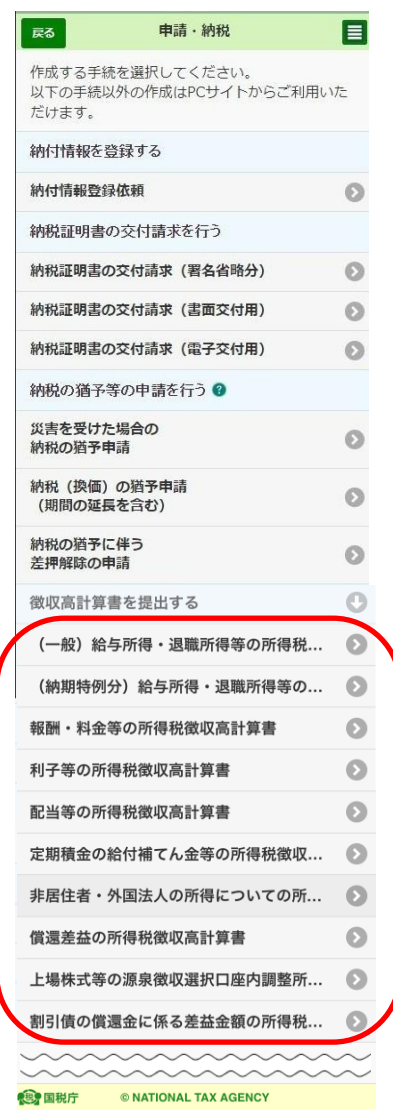 戻る
申請・納税
作成する手続を選択してください。
以下の手続以外の作成はPCサイトからご利用いた
だけます。
納付情報を登録する
納付情報登録依頼
納税証明書の交付請求を行う
納税証明書の交付請求（署名省略分）
納税証明書の交付請求（書面交付用）
納税証明書の交付請求（電子交付用）
納税の猶予等の申請を行う ?
災害を受けた場合の
納税の猶予申請
納税（換価）の猶予申請
（期間の延長を含む）
納税の猶予に伴う
差押解除の申請
徴収高計算書を提出する
（一般）給与所得・退職所得等の所得税...
（納期特例分）給与所得・退職所得等の...
報酬・料金等の所得税徴収高計算書
利子等の所得税徴収高計算書
配当等の所得税徴収高計算書
定期積金の給付補てん金等の所得税徴収...
非居住者・外国法人の所得についての所...
償還差益の所得税徴収高計算書
上場株式等の源泉徴収選択口座内調整所...
割引債の償還金に係る差益金額の所得税...
税 国税庁 © NATIONAL TAX AGENCY